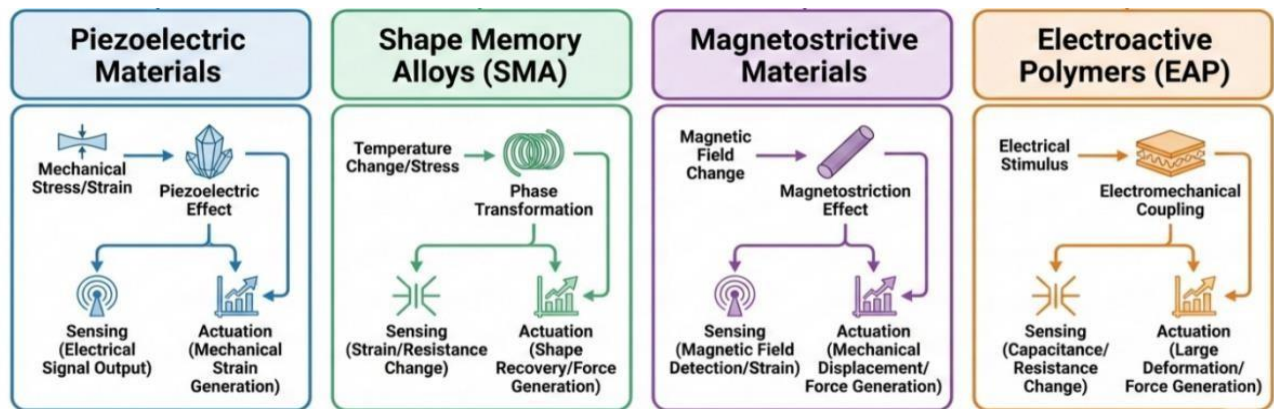 Piezoelectric
Materials
Mechanical
Stress/Strain
Piezoelectric
Effect
Sensing
(Electrical
Signal Output)
Actuation
(Mechanical
Strain
Generation)
Shape Memory
Alloys (SMA)
Temperature
Change/Stress
Phase
Transformation
Sensing
(Strain/Resistance
Change)
Actuation
(Shape
Recovery/Force
Generation)
Magnetostrictive
Materials
Magnetic
Field
Change
Magnetostriction
Effect
Sensing
(Magnetic Field
Detection/Strain)
Actuation
(Mechanical
Displacement/
Force Generation)
Electroactive
Polymers (EAP)
Electrical
Stimulus
Electromechanical
Coupling
Sensing
(Capacitance/
Resistance
Change)
Actuation
(Large
Deformation/
Force Generation)